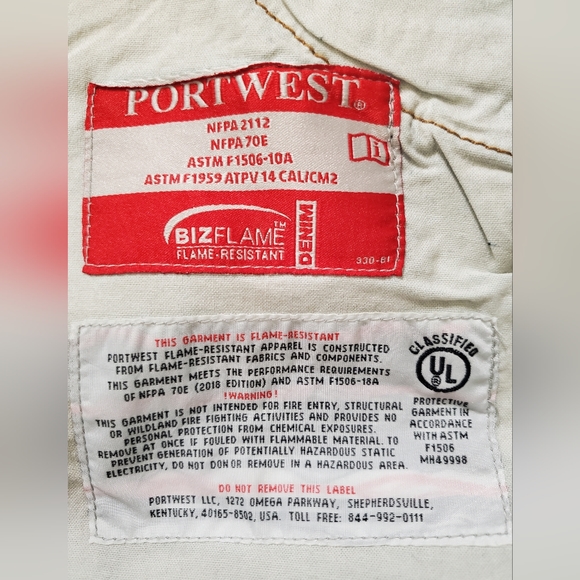 PORTWEST®
NFPA 2112
NFPA 70E
ASTM F1506-10A
ASTM F1959 ATPV 14 CAL/CM2
i
BIZFLAME™
FLAME-RESISTANT
DENIM
THIS GARMENT IS FLAME-RESISTANT
PORTWEST FLAME-RESISTANT APPAREL IS CONSTRUCTED
FROM FLAME-RESISTANT FABRICS AND COMPONENTS.
THIS GARMENT MEETS THE PERFORMANCE REQUIREMENTS
OF NFPA 70E (2018 EDITION) AND ASTM F1506-18A
!WARNING!
THIS GARMENT IS NOT INTENDED FOR FIRE ENTRY, STRUCTURAL
OR WILDLAND FIRE FIGHTING ACTIVITIES AND PROVIDES NO
PERSONAL PROTECTION FROM CHEMICAL EXPOSURES.
REMOVE AT ONCE IF FOULED WITH FLAMMABLE MATERIAL. TO
PREVENT GENERATION OF POTENTIALLY HAZARDOUS STATIC
ELECTRICITY, DO NOT DON OR REMOVE IN A HAZARDOUS AREA.
DO NOT REMOVE THIS LABEL
PORTWEST LLC, 1272 OMEGA PARKWAY, SHEPHERDSVILLE,
KENTUCKY, 40165-8502, USA. TOLL FREE: 844-992-0111
CLASSIFIED
UL
®
PROTECTIVE
GARMENT IN
ACCORDANCE
WITH ASTM
F1506
MH49998